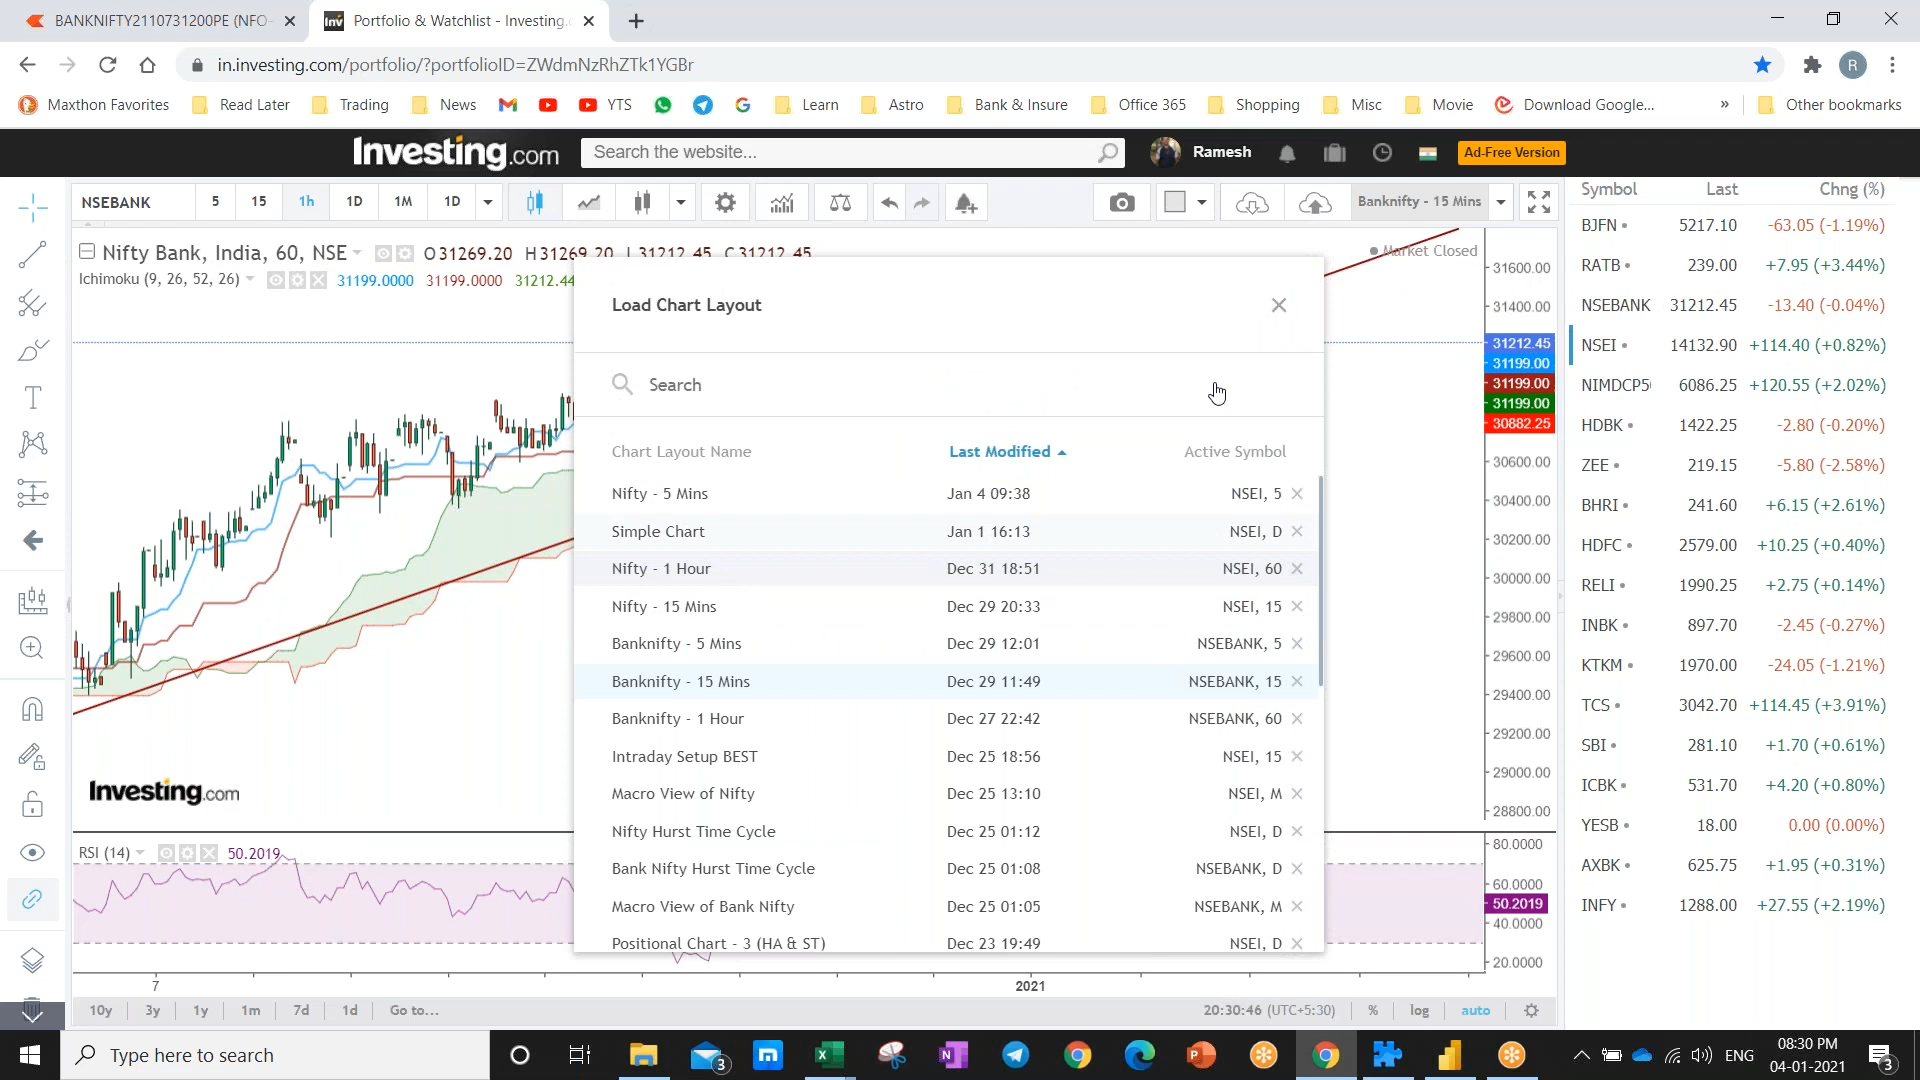 BANKNIFTY2110731200PE (NFO-
Portfolio & Watchlist - Investing.c
in.investing.com/portfolio/?portfolioID=ZWdmNzRhZTk1YGBr
R
Maxthon Favorites Read Later Trading News YTS Learn Astro Bank & Insure Office 365 Shopping Misc Movie Download Google... » Other bookmarks
Investing.com Search the website... Ramesh Ad-Free Version
NSEBANK 5 15 1h 1D 1M 1D Banknifty - 15 Mins
Nifty Bank, India, 60, NSE O31269.20 H31269.20 L31212.45 C31212.45
Market Closed
Ichimoku (9, 26, 52, 26) 31199.0000 31199.0000 31212.44
Load Chart Layout
Search
Chart Layout Name Last Modified Active Symbol
Nifty - 5 Mins Jan 4 09:38 NSEI, 5
Simple Chart Jan 1 16:13 NSEI, D
Nifty - 1 Hour Dec 31 18:51 NSEI, 60
Nifty - 15 Mins Dec 29 20:33 NSEI, 15
Banknifty - 5 Mins Dec 29 12:01 NSEBANK, 5
Banknifty - 15 Mins Dec 29 11:49 NSEBANK, 15
Banknifty - 1 Hour Dec 27 22:42 NSEBANK, 60
Intraday Setup BEST Dec 25 18:56 NSEI, 15
Macro View of Nifty Dec 25 13:10 NSEI, M
Nifty Hurst Time Cycle Dec 25 01:12 NSEI, D
Bank Nifty Hurst Time Cycle Dec 25 01:08 NSEBANK, D
Macro View of Bank Nifty Dec 25 01:05 NSEBANK, M
Positional Chart - 3 (HA & ST) Dec 23 19:49 NSEI, D
31600.00
31400.00
31212.45
31199.00
31199.00
31199.00
30882.25
30600.00
30400.00
30200.00
30000.00
29800.00
29600.00
29400.00
29200.00
29000.00
28800.00
Investing.com
RSI (14) 50.2019
80.0000
60.0000
50.2019
40.0000
20.0000
7 2021
10y 3y 1y 1m 7d 1d Go to... 20:30:46 (UTC+5:30) % log auto
Symbol Last Chng (%)
BJFN 5217.10 -63.05 (-1.19%)
RATB 239.00 +7.95 (+3.44%)
NSEBANK 31212.45 -13.40 (-0.04%)
NSEI 14132.90 +114.40 (+0.82%)
NIMDCP5 6086.25 +120.55 (+2.02%)
HDBK 1422.25 -2.80 (-0.20%)
ZEE 219.15 -5.80 (-2.58%)
BHRI 241.60 +6.15 (+2.61%)
HDFC 2579.00 +10.25 (+0.40%)
RELI 1990.25 +2.75 (+0.14%)
INBK 897.70 -2.45 (-0.27%)
KTKM 1970.00 -24.05 (-1.21%)
TCS 3042.70 +114.45 (+3.91%)
SBI 281.10 +1.70 (+0.61%)
ICBK 531.70 +4.20 (+0.80%)
YESB 18.00 0.00 (0.00%)
AXBK 625.75 +1.95 (+0.31%)
INFY 1288.00 +27.55 (+2.19%)
Type here to search 3 ENG 08:30 PM
04-01-2021 3